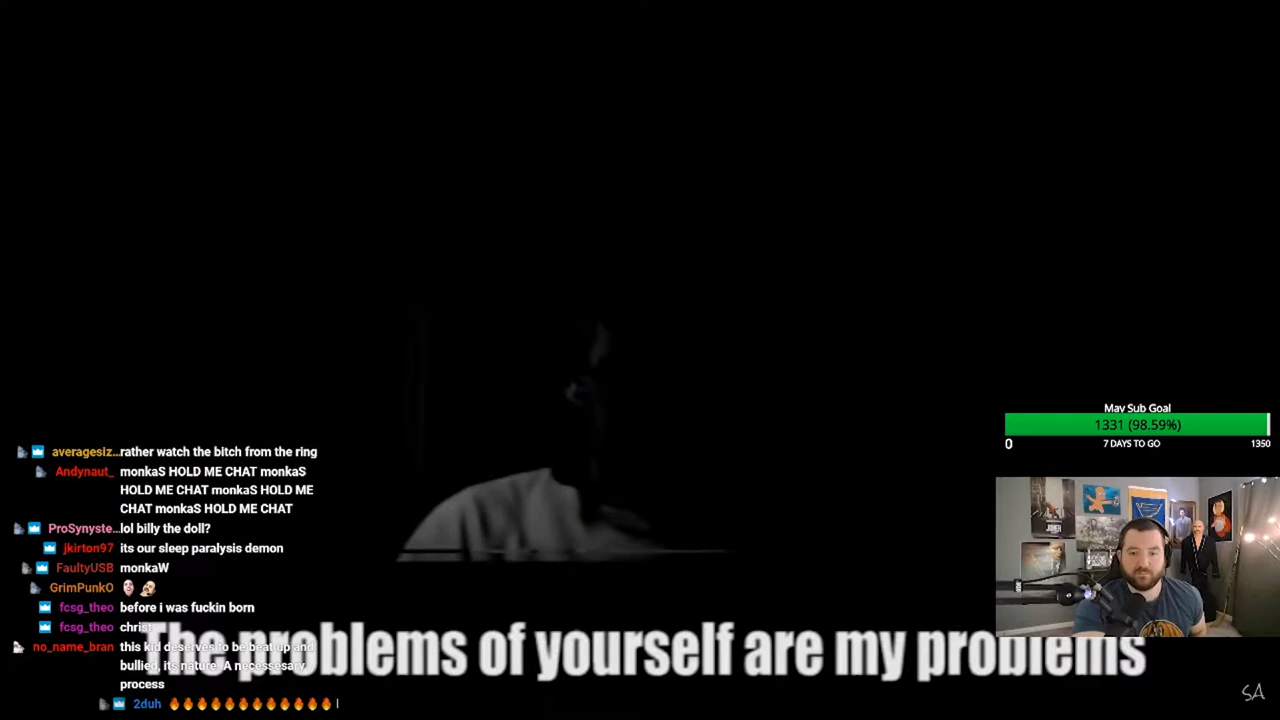 May Sub Goal
1331 (98.59%)
0 7 DAYS TO GO 1350
averagesiz... rather watch the bitch from the ring
Andynaut_ monkaS HOLD ME CHAT monkaS
HOLD ME CHAT monkaS HOLD ME
CHAT monkaS HOLD ME CHAT
ProSynyste... lol billy the doll?
jkirton97 its our sleep paralysis demon
FaultyUSB monkaW
GrimPunkO
fcsg_theo before i was fuckin born
fcsg_theo
no_name_bran this kid deserves to be beat up and
bullied, its nature. A necessesary
process
2duh
The problems of yourself are my problems
SA